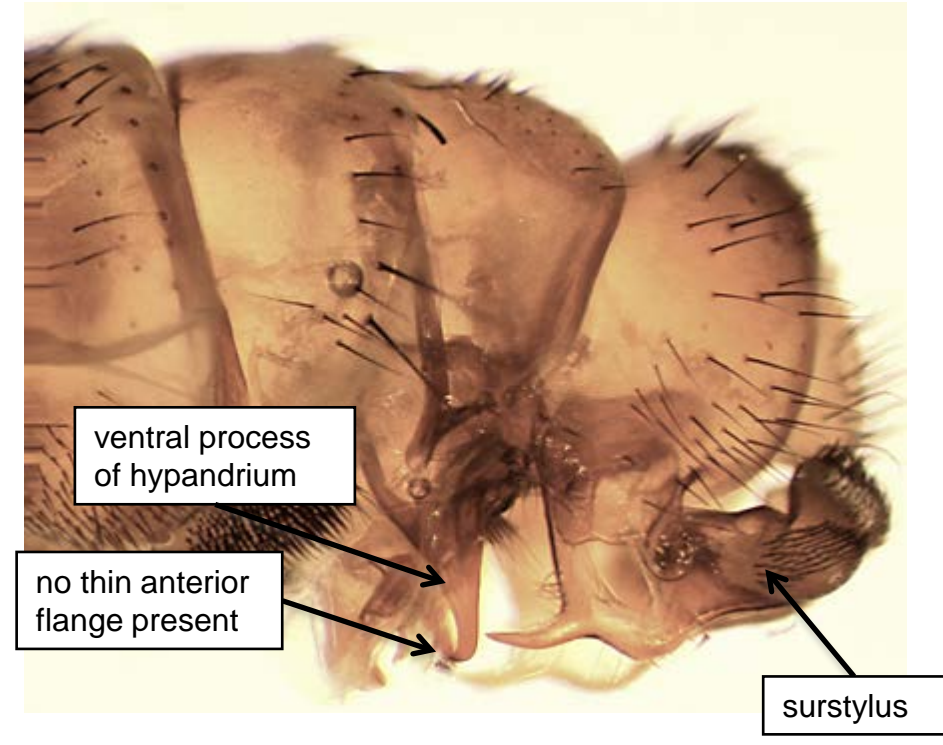 ventral process
of hypandrium
no thin anterior
flange present
surstylus